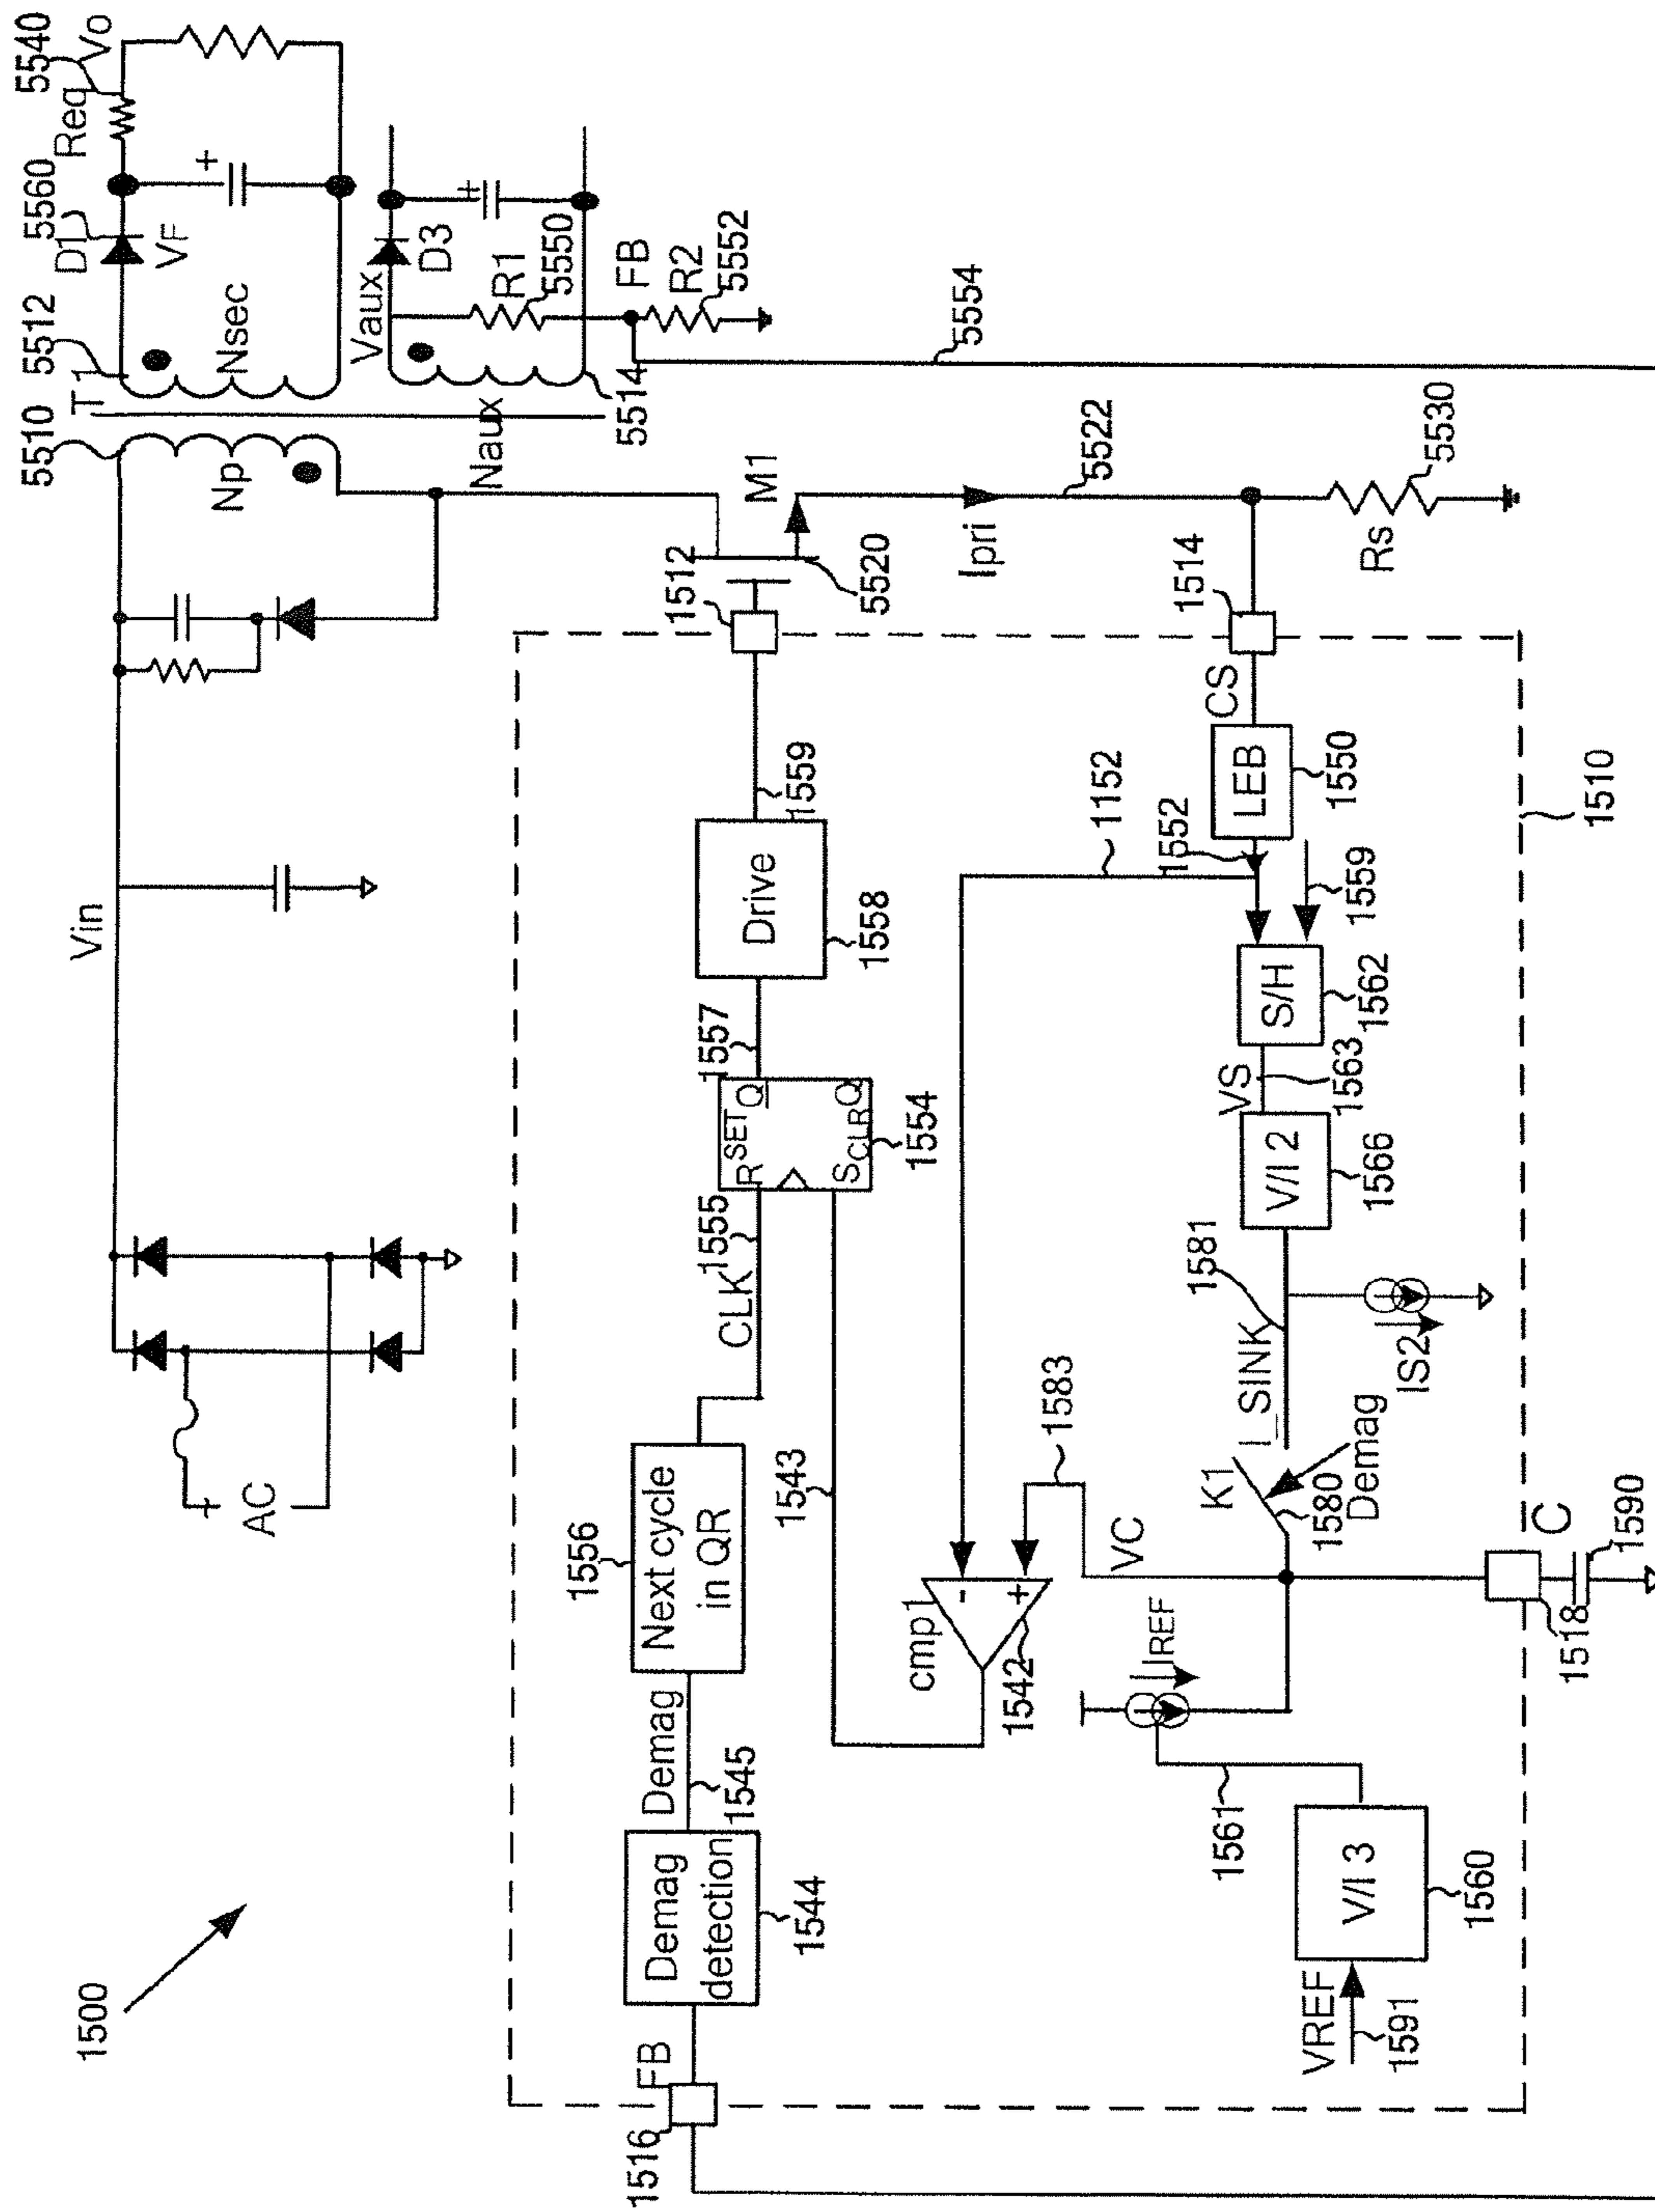 1500
AC
Vin
5510
Np
T1
5512
Nsec
D1
5560
VF
Req
5540
Vo
Naux
5514
Vaux
D3
R1
5550
FB
R2
5552
5554
1516
FB
Demag
detection
1544
Demag
1545
1556
Next cycle
in QR
CLK
1555
R
SET
Q
S
CLR
Q
1554
1557
Drive
1558
1559
1512
M1
5520
Ipri
5522
1543
cmp1
-
+
1542
1583
VC
1152
1552
VREF
1591
V/I 3
1560
1561
IREF
K1
1580
Demag
I_SINK
1581
IS2
V/I 2
1566
VS
1563
S/H
1562
1559
LEB
1550
CS
1514
Rs
5530
1518
C
1590
1510